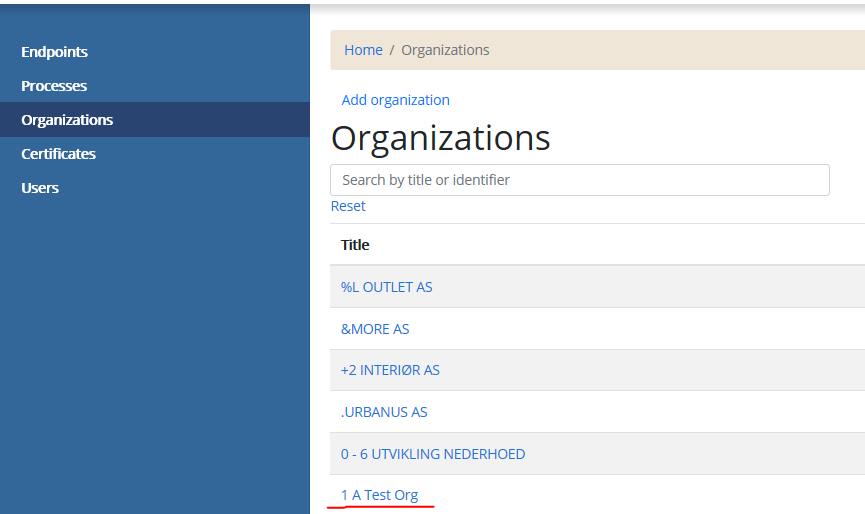 Endpoints
Processes
Organizations
Certificates
Users
Home / Organizations
Add organization
Organizations
Search by title or identifier
Reset
Title
%L OUTLET AS
&MORE AS
+2 INTERIØR AS
.URBANUS AS
0 - 6 UTVIKLING NEDERHOED
1 A Test Org